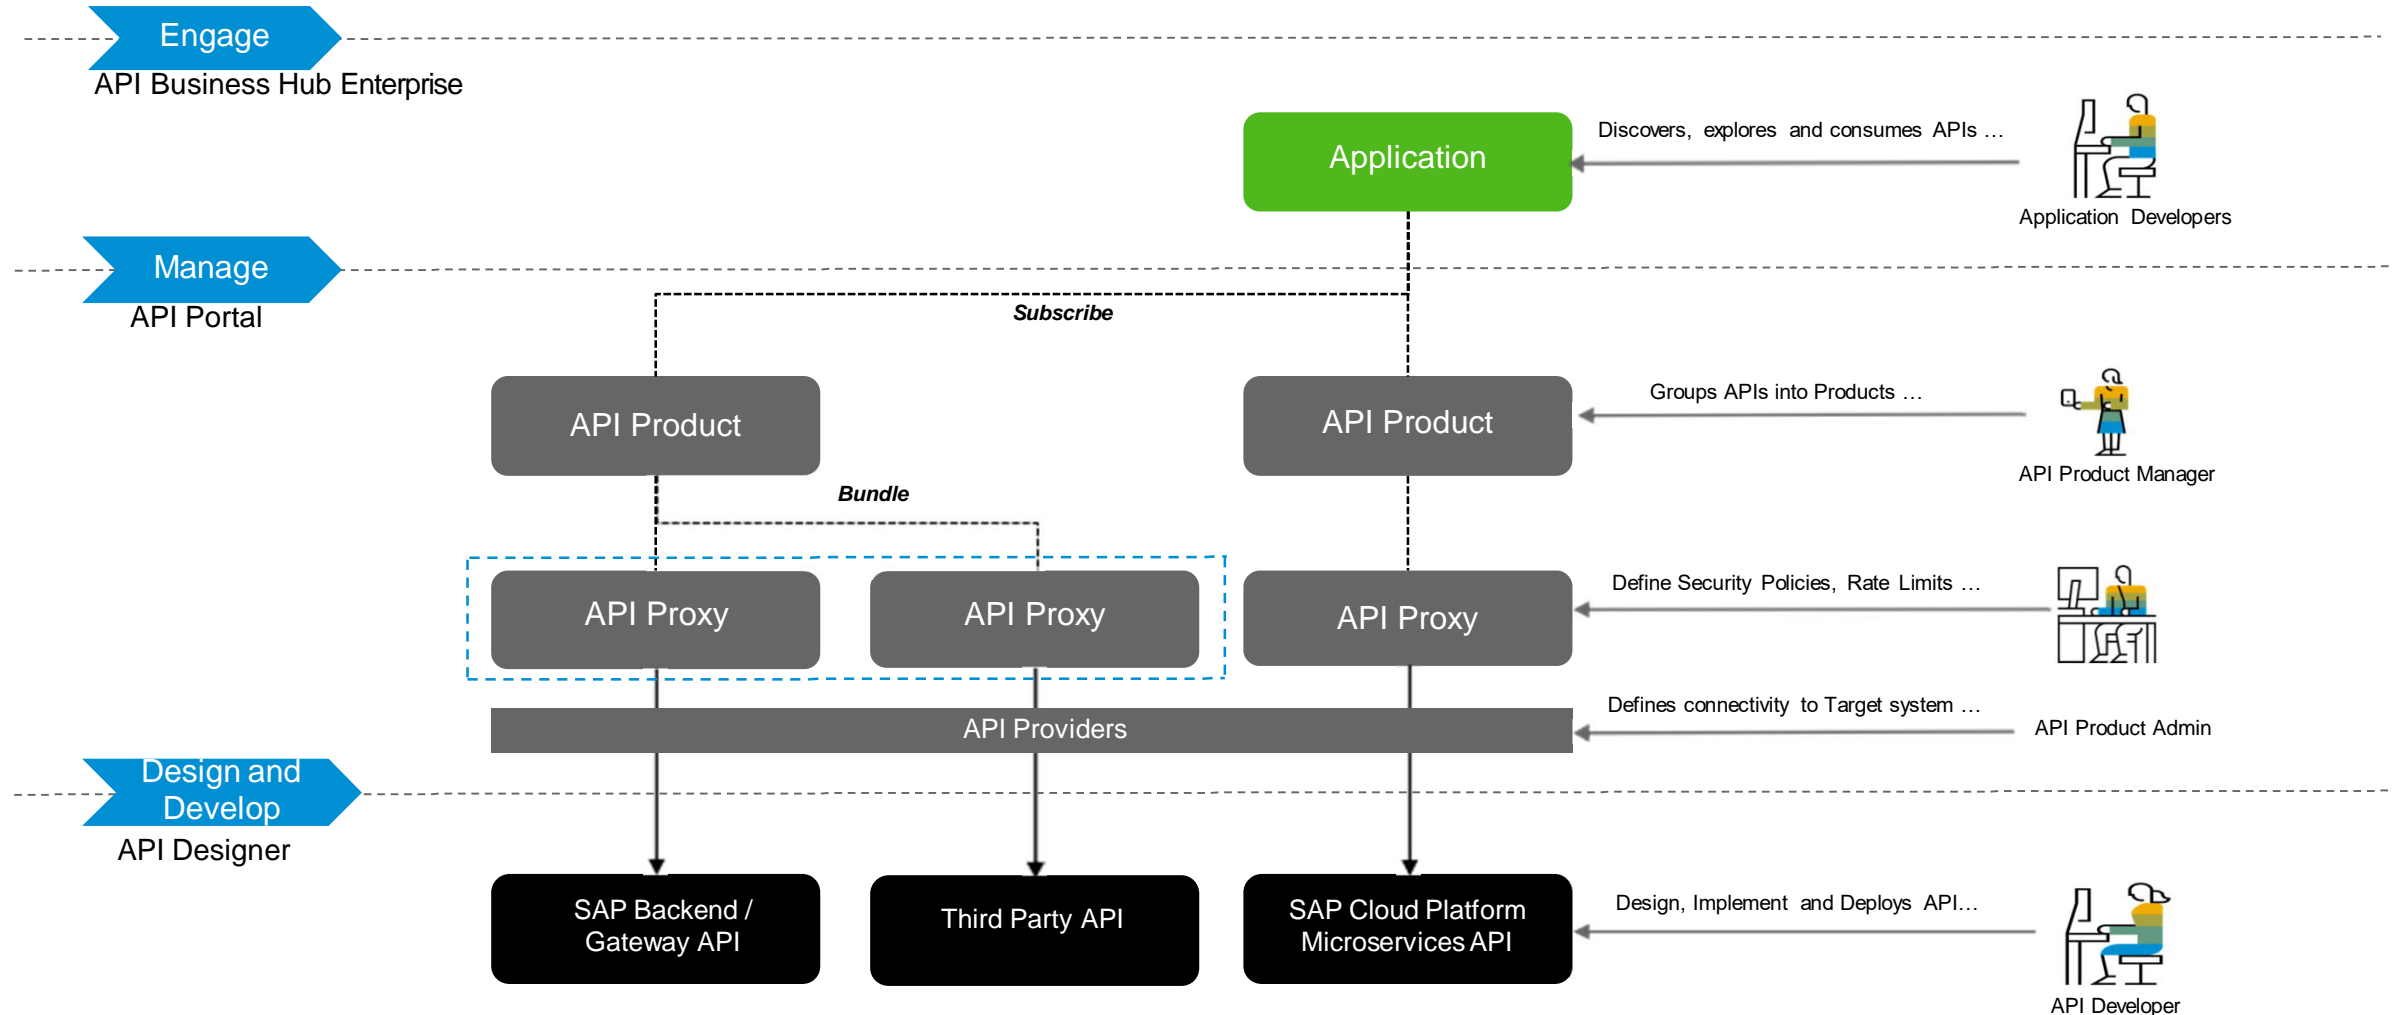 Engage
API Business Hub Enterprise
Application
Discovers, explores and consumes APIs …
Application Developers
Manage
API Portal
Subscribe
API Product
API Product
Groups APIs into Products …
API Product Manager
Bundle
API Proxy
API Proxy
API Proxy
Define Security Policies, Rate Limits …
API Providers
Defines connectivity to Target system …
API Product Admin
Design and
Develop
API Designer
SAP Backend /
Gateway API
Third Party API
SAP Cloud Platform
Microservices API
Design, Implement and Deploys API…
API Developer